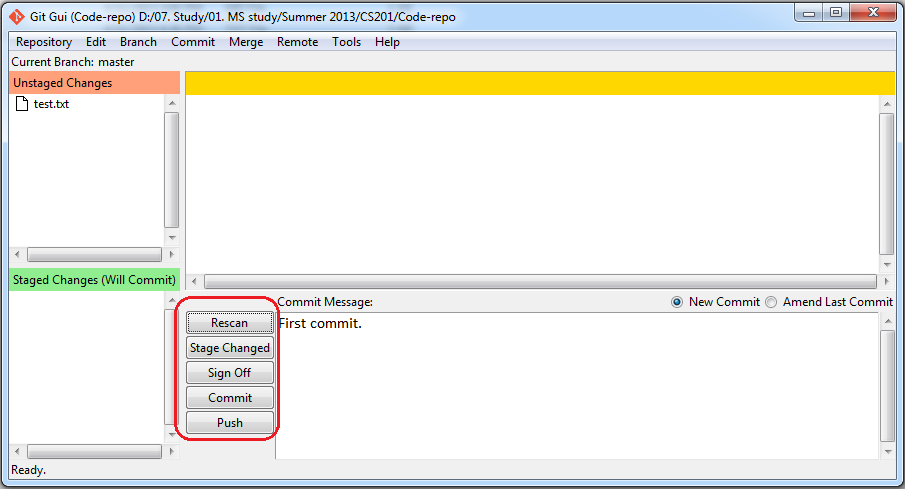 Git Gui (Code-repo) D:/07. Study/01. MS study/Summer 2013/CS201/Code-repo
Repository Edit Branch Commit Merge Remote Tools Help
Current Branch: master
Unstaged Changes
test.txt
Staged Changes (Will Commit)
Commit Message: New Commit Amend Last Commit
Rescan
Stage Changed
Sign Off
Commit
Push
First commit.
Ready.